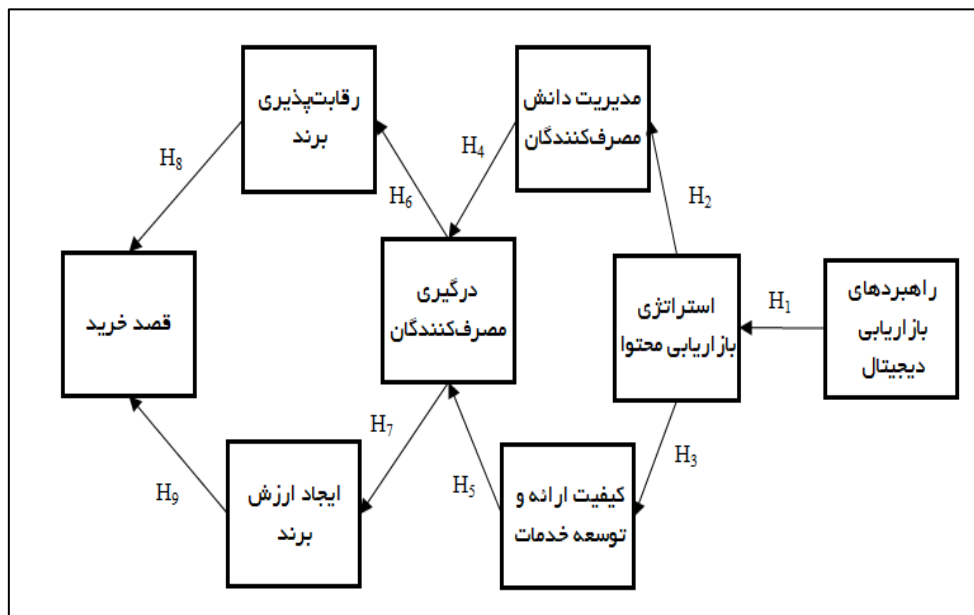 راهبردهای
بازاریابی
دیجیتال
H₁
استراتژی
بازاریابی محتوا
H₂
H₃
مدیریت دانش
مصرف‌کنندگان
کیفیت ارائه و
توسعه خدمات
H₄
H₅
درگیری
مصرف‌کنندگان
H₆
H₇
رقابت‌پذیری
برند
ایجاد ارزش
برند
H₈
H₉
قصد خرید